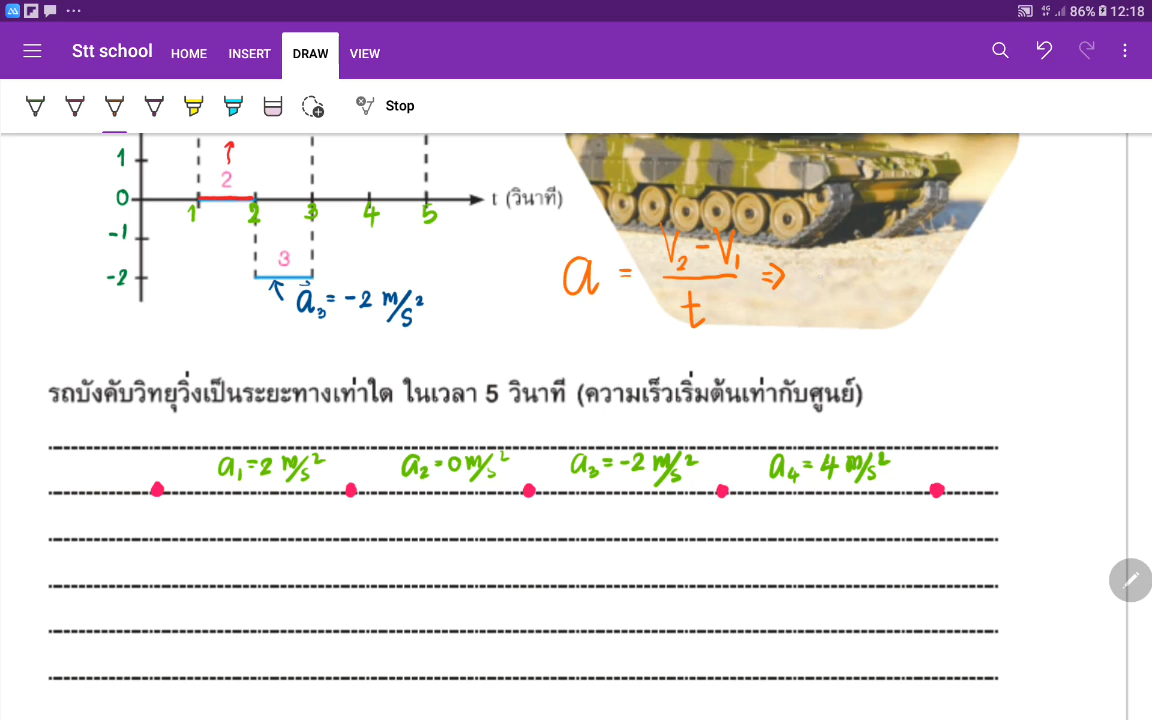 86% 12:18
Stt school HOME INSERT DRAW VIEW
Stop
1
2
0
1 2 3 4 5 t (วินาที)
-1
3
-2
a₃ = -2 m/s²
a = V₂ - V₁ / t ⇒
รถบังคับวิทยุวิ่งเป็นระยะทางเท่าใด ในเวลา 5 วินาที (ความเร็วเริ่มต้นเท่ากับศูนย์)
a₁=2 m/s² a₂=0 m/s² a₃=-2 m/s² a₄=4 m/s²